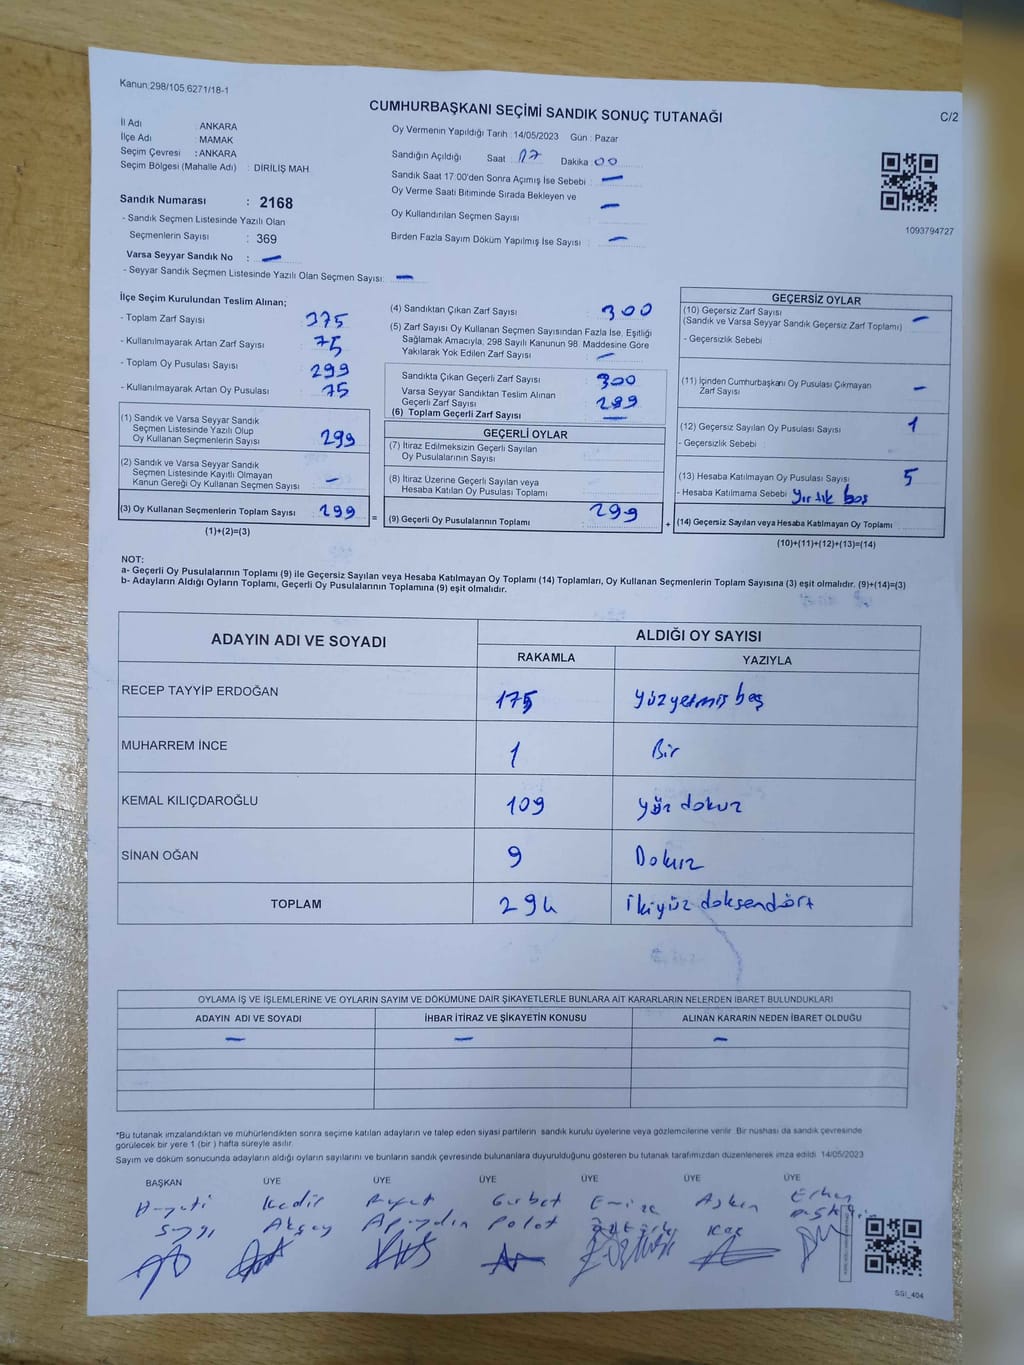 Kanun:298/105,6271/18-1
CUMHURBAŞKANI SEÇİMİ SANDIK SONUÇ TUTANAĞI
C/2
İl Adı : ANKARA
İlçe Adı : MAMAK
Seçim Çevresi : ANKARA
Seçim Bölgesi (Mahalle Adı) : DİRİLİŞ MAH.
Oy Vermenin Yapıldığı Tarih : 14/05/2023 Gün : Pazar
Sandığın Açıldığı Saat : 17 Dakika : 00
Sandık Saat 17:00'den Sonra Açımış İse Sebebi : —
Oy Verme Saati Bitiminde Sırada Bekleyen ve
Oy Kullandırılan Seçmen Sayısı : —
Birden Fazla Sayım Döküm Yapılmış İse Sayısı : —
1093794727
Sandık Numarası : 2168
- Sandık Seçmen Listesinde Yazılı Olan
Seçmenlerin Sayısı : 369
Varsa Seyyar Sandık No : —
- Seyyar Sandık Seçmen Listesinde Yazılı Olan Seçmen Sayısı: —
İlçe Seçim Kurulundan Teslim Alınan;
- Toplam Zarf Sayısı : 375
- Kullanılmayarak Artan Zarf Sayısı : 75
- Toplam Oy Pusulası Sayısı : 299
- Kullanılmayarak Artan Oy Pusulası : 75
(1) Sandık ve Varsa Seyyar Sandık
Seçmen Listesinde Yazılı Olup
Oy Kullanan Seçmenlerin Sayısı : 299
(2) Sandık ve Varsa Seyyar Sandık
Seçmen Listesinde Kayıtlı Olmayan
Kanun Gereği Oy Kullanan Seçmen Sayısı : —
(3) Oy Kullanan Seçmenlerin Toplam Sayısı : 299 =
(1)+(2)=(3)
(4) Sandıktan Çıkan Zarf Sayısı : 300
(5) Zarf Sayısı Oy Kullanan Seçmen Sayısından Fazla İse, Eşitliği
Sağlamak Amacıyla, 298 Sayılı Kanunun 98. Maddesine Göre
Yakılarak Yok Edilen Zarf Sayısı : —
Sandıkta Çıkan Geçerli Zarf Sayısı : 300
Varsa Seyyar Sandıktan Teslim Alınan
Geçerli Zarf Sayısı : 299
(6) Toplam Geçerli Zarf Sayısı : —
GEÇERLİ OYLAR
(7) İtiraz Edilmeksizin Geçerli Sayılan
Oy Pusulalarının Sayısı :
(8) İtiraz Üzerine Geçerli Sayılan veya
Hesaba Katılan Oy Pusulası Toplamı :
(9) Geçerli Oy Pusulalarının Toplamı : 299 +
GEÇERSİZ OYLAR
(10) Geçersiz Zarf Sayısı : —
(Sandık ve Varsa Seyyar Sandık Geçersiz Zarf Toplamı)
- Geçersizlik Sebebi :
(11) İçinden Cumhurbaşkanı Oy Pusulası Çıkmayan
Zarf Sayısı : —
(12) Geçersiz Sayılan Oy Pusulası Sayısı : 1
- Geçersizlik Sebebi :
(13) Hesaba Katılmayan Oy Pusulası Sayısı : 5
- Hesaba Katılmama Sebebi : Yırtık boş
(14) Geçersiz Sayılan veya Hesaba Katılmayan Oy Toplamı :
(10)+(11)+(12)+(13)=(14)
NOT:
a- Geçerli Oy Pusulalarının Toplamı (9) ile Geçersiz Sayılan veya Hesaba Katılmayan Oy Toplamı (14) Toplamları, Oy Kullanan Seçmenlerin Toplam Sayısına (3) eşit olmalıdır. (9)+(14)=(3)
b- Adayların Aldığı Oyların Toplamı, Geçerli Oy Pusulalarının Toplamına (9) eşit olmalıdır.
ADAYIN ADI VE SOYADI ALDIĞI OY SAYISI
RAKAMLA YAZIYLA
RECEP TAYYİP ERDOĞAN 175 Yüzyetmiş beş
MUHARREM İNCE 1 Bir
KEMAL KILIÇDAROĞLU 109 Yüz dokuz
SİNAN OĞAN 9 Dokuz
TOPLAM 294 İkiyüz doksendört
OYLAMA İŞ VE İŞLEMLERİNE VE OYLARIN SAYIM VE DÖKÜMÜNE DAİR ŞİKAYETLERLE BUNLARA AİT KARARLARIN NELERDEN İBARET BULUNDUKLARI
ADAYIN ADI VE SOYADI İHBAR İTİRAZ VE ŞİKAYETİN KONUSU ALINAN KARARIN NEDEN İBARET OLDUĞU
— — —
*Bu tutanak imzalandıktan ve mühürlendikten sonra seçime katılan adayların ve talep eden siyasi partilerin sandık kurulu üyelerine veya gözlemcilerine verilir. Bir nüshası da sandık çevresinde
görülecek bir yere 1 (bir ) hafta süreyle asılır.
Sayım ve döküm sonucunda adayların aldığı oyların sayılarını ve bunların sandık çevresinde bulunanlara duyurulduğunu gösteren bu tutanak tarafımızdan düzenlenerek imza edildi. 14/05/2023
BAŞKAN ÜYE ÜYE ÜYE ÜYE ÜYE ÜYE
Kadir Gurbet Emine Aşkın Erkan
Akçay Apaydın Polat Koç
SSI_404